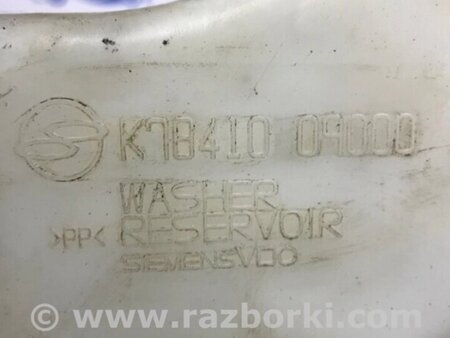 K78410 09000
WASHER
>PP< RESERVOIR
SIEMENSVDO
© www.razborki.com